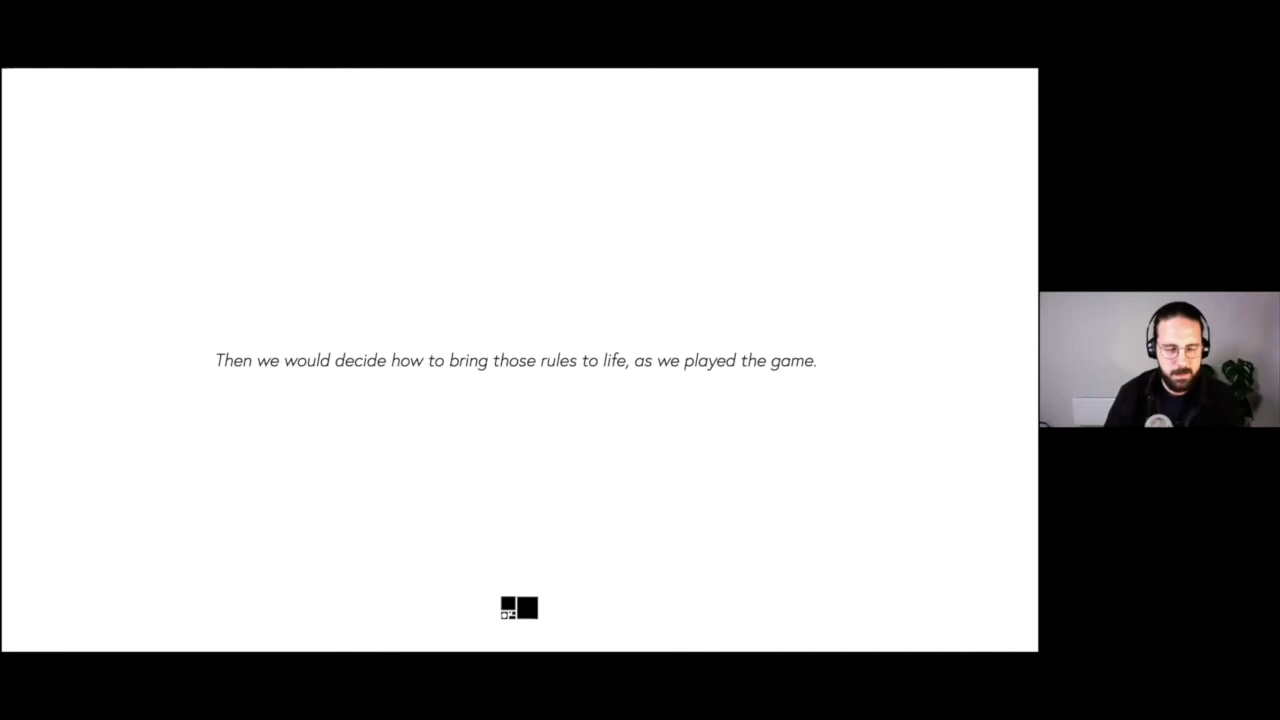 Then we would decide how to bring those rules to life, as we played the game.